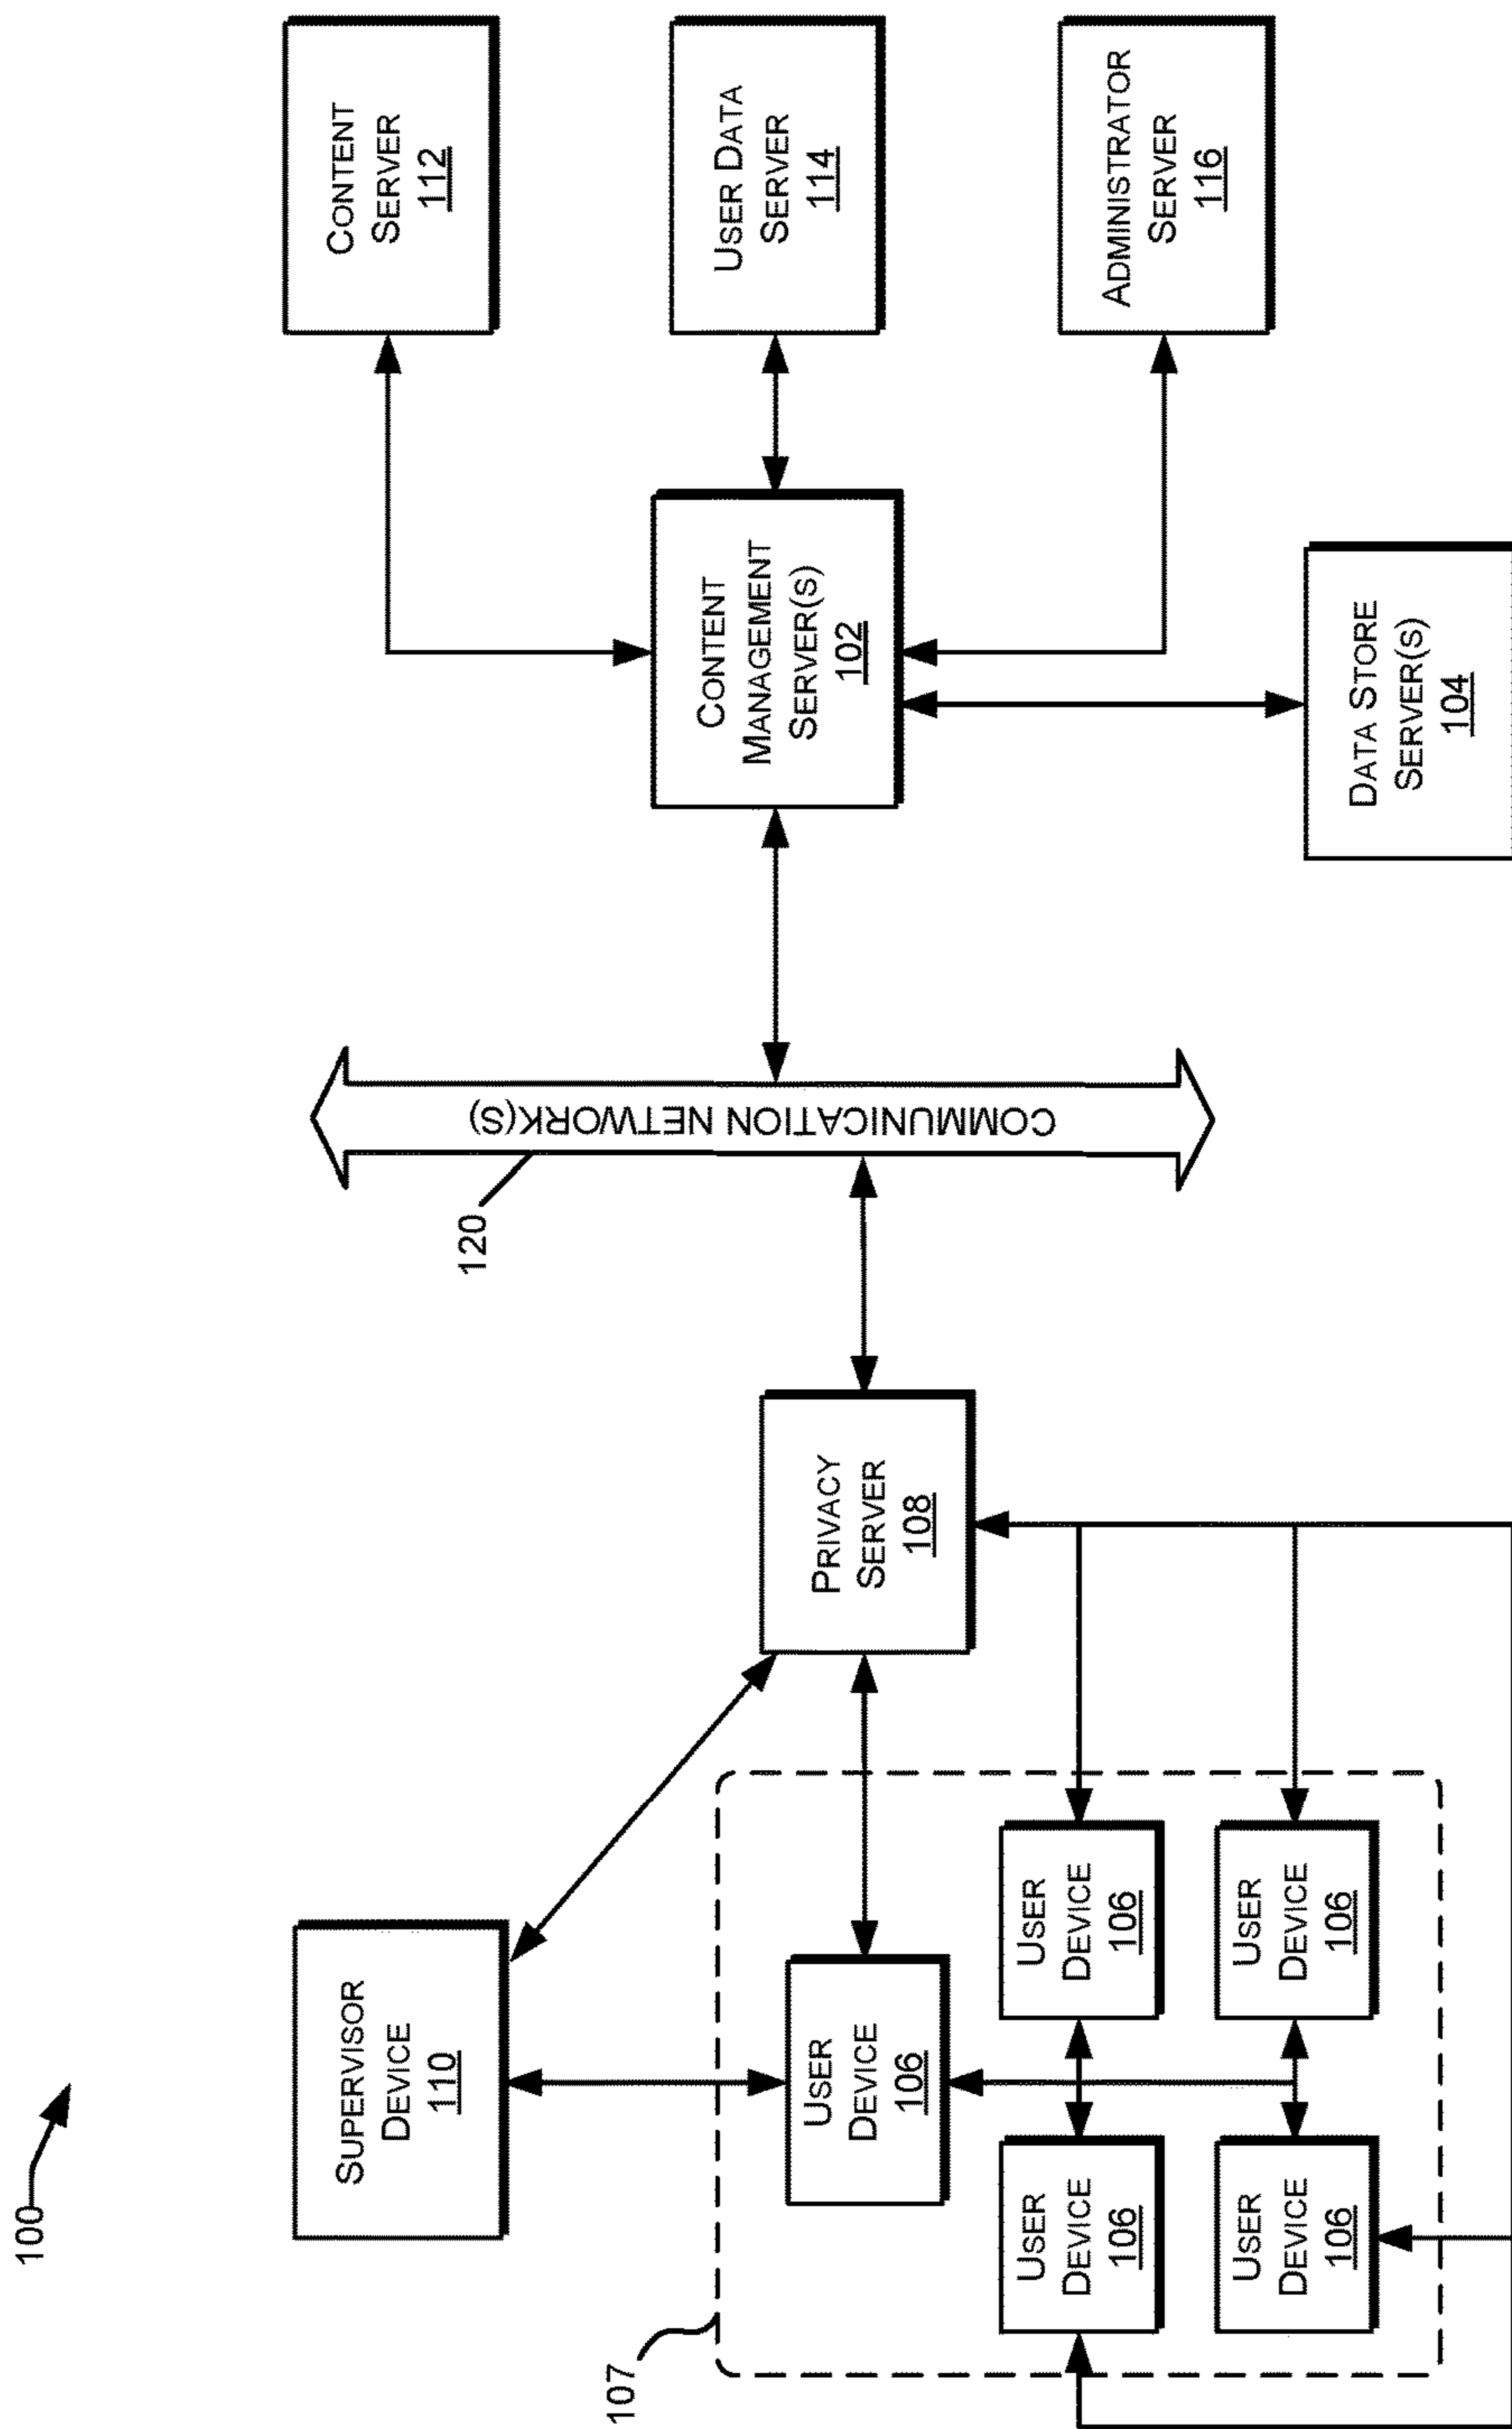 100
SUPERVISOR
DEVICE
110
107
USER
DEVICE
106
USER
DEVICE
106
USER
DEVICE
106
USER
DEVICE
106
USER
DEVICE
106
PRIVACY
SERVER
108
120
COMMUNICATION NETWORK(S)
CONTENT
MANAGEMENT
SERVER(S)
102
DATA STORE
SERVER(S)
104
CONTENT
SERVER
112
USER DATA
SERVER
114
ADMINISTRATOR
SERVER
116